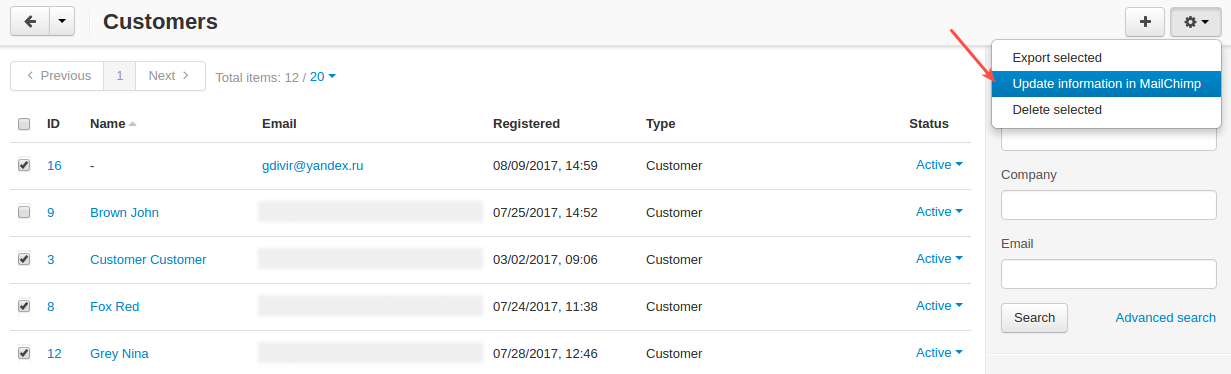 Customers
Export selected
Update information in MailChimp
Delete selected
Previous 1 Next Total items: 12 / 20
ID Name Email Registered Type Status
16 - gdivir@yandex.ru 08/09/2017, 14:59 Customer Active
9 Brown John 07/25/2017, 14:52 Customer Active
3 Customer Customer 03/02/2017, 09:06 Customer Active
8 Fox Red 07/24/2017, 11:38 Customer Active
12 Grey Nina 07/28/2017, 12:46 Customer Active
Company
Email
Search Advanced search